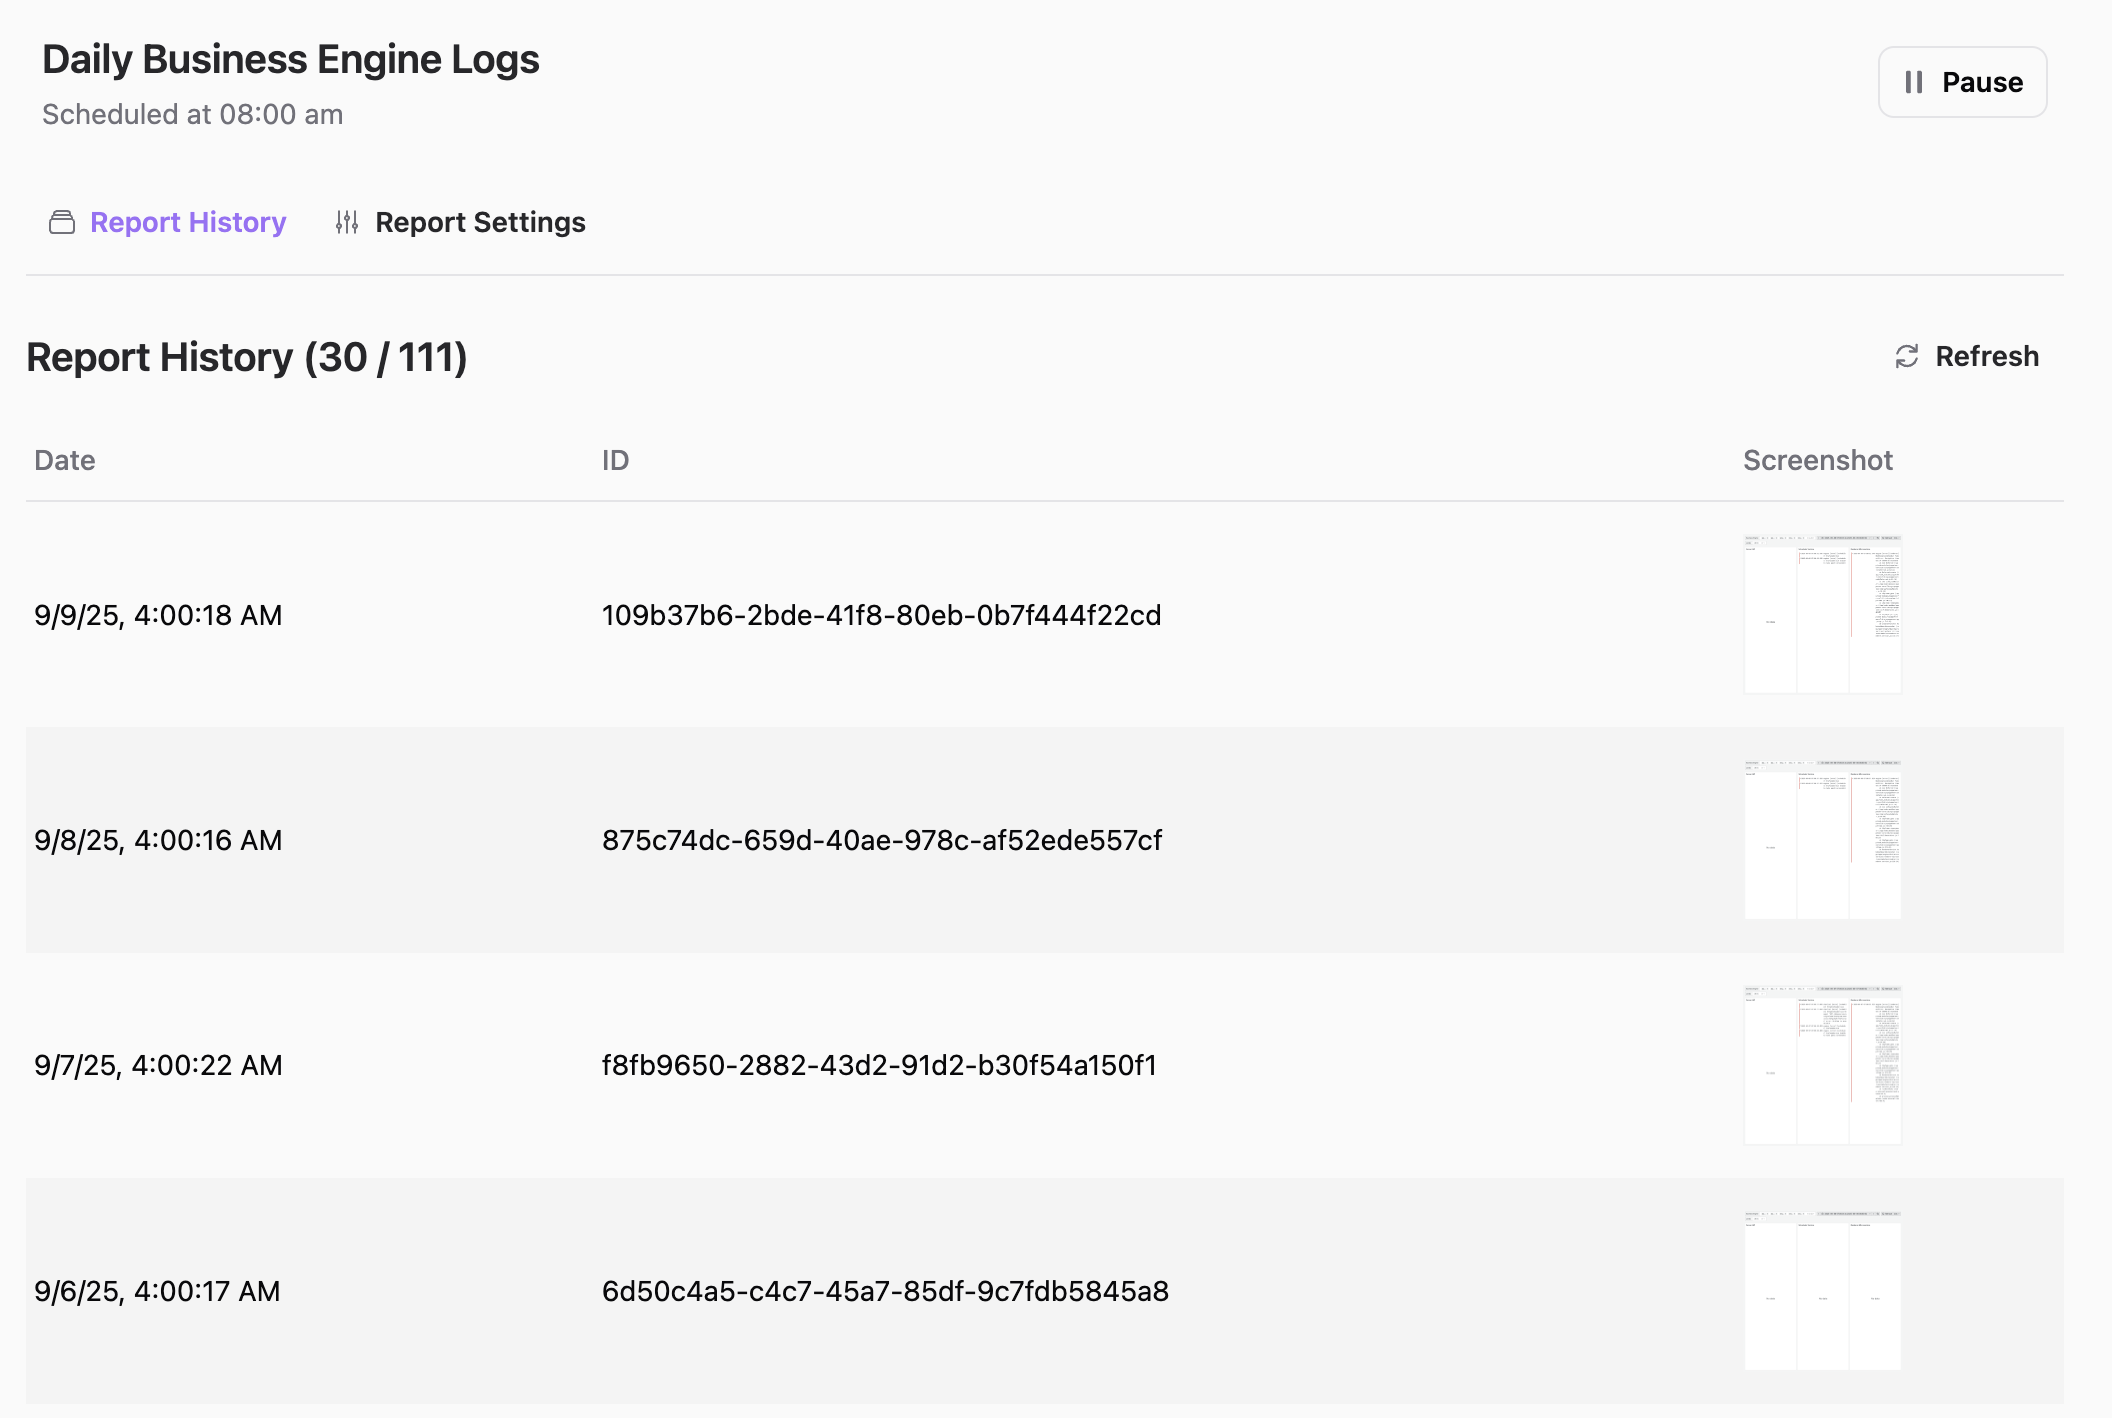 Daily Business Engine Logs
Scheduled at 08:00 am
Pause
Report History
Report Settings
Report History (30 / 111)
Refresh
Date ID Screenshot
9/9/25, 4:00:18 AM 109b37b6-2bde-41f8-80eb-0b7f444f22cd
9/8/25, 4:00:16 AM 875c74dc-659d-40ae-978c-af52ede557cf
9/7/25, 4:00:22 AM f8fb9650-2882-43d2-91d2-b30f54a150f1
9/6/25, 4:00:17 AM 6d50c4a5-c4c7-45a7-85df-9c7fdb5845a8